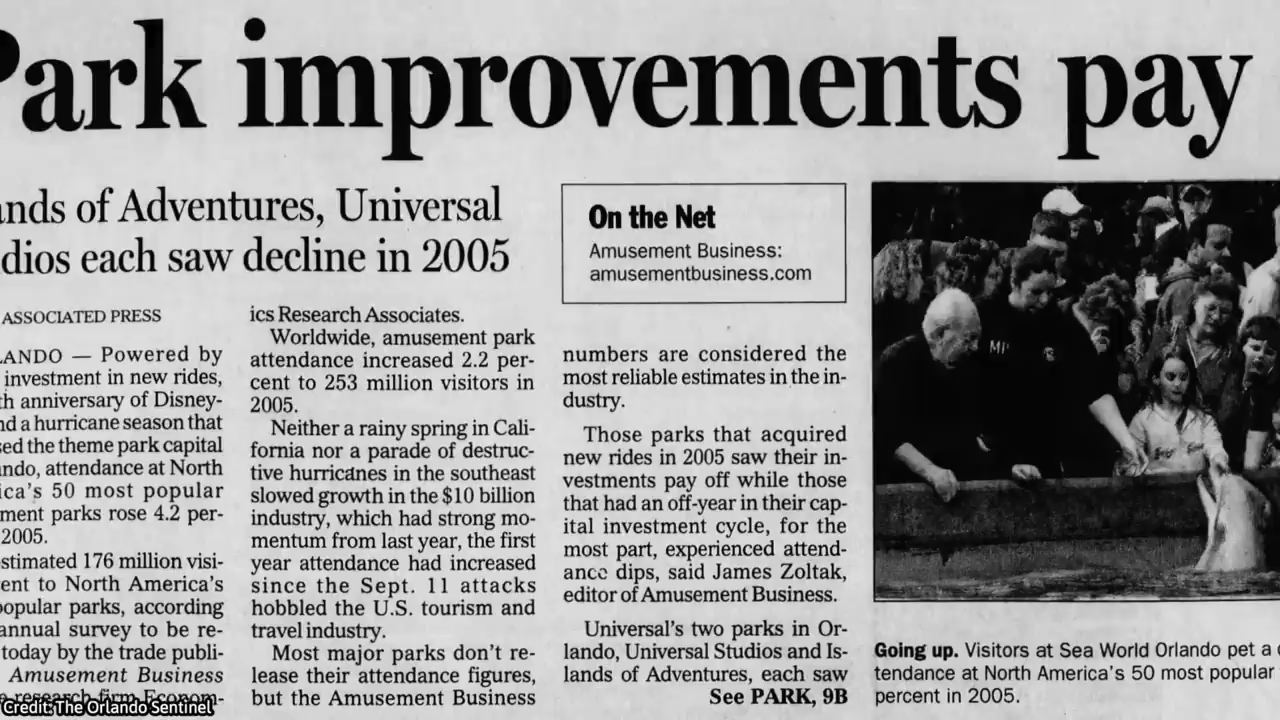 Park improvements pay
ands of Adventures, Universal
dios each saw decline in 2005
ASSOCIATED PRESS
LANDO — Powered by
investment in new rides,
th anniversary of Disney-
nd a hurricane season that
sed the theme park capital
ando, attendance at North
ica's 50 most popular
ment parks rose 4.2 per-
2005.
stimated 176 million visi-
ent to North America's
popular parks, according
annual survey to be re-
today by the trade publi-
Amusement Business
e research firm Econom-
ics Research Associates.
Worldwide, amusement park
attendance increased 2.2 per-
cent to 253 million visitors in
2005.
Neither a rainy spring in Cali-
fornia nor a parade of destruc-
tive hurricanes in the southeast
slowed growth in the $10 billion
industry, which had strong mo-
mentum from last year, the first
year attendance had increased
since the Sept. 11 attacks
hobbled the U.S. tourism and
travel industry.
Most major parks don't re-
lease their attendance figures,
but the Amusement Business
On the Net
Amusement Business:
amusementbusiness.com
numbers are considered the
most reliable estimates in the in-
dustry.
Those parks that acquired
new rides in 2005 saw their in-
vestments pay off while those
that had an off-year in their cap-
ital investment cycle, for the
most part, experienced attend-
ance dips, said James Zoltak,
editor of Amusement Business.
Universal's two parks in Or-
lando, Universal Studios and Is-
lands of Adventures, each saw
See PARK, 9B
Going up. Visitors at Sea World Orlando pet a
tendance at North America's 50 most popular
percent in 2005.
Credit: The Orlando Sentinel